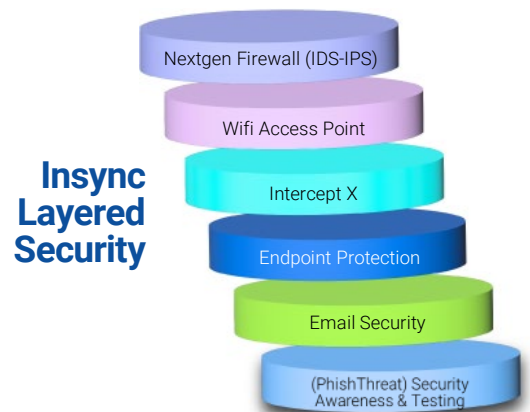 Nextgen Firewall (IDS-IPS)
Wifi Access Point
Insync
Layered
Security
Intercept X
Endpoint Protection
Email Security
(PhishThreat) Security
Awareness & Testing